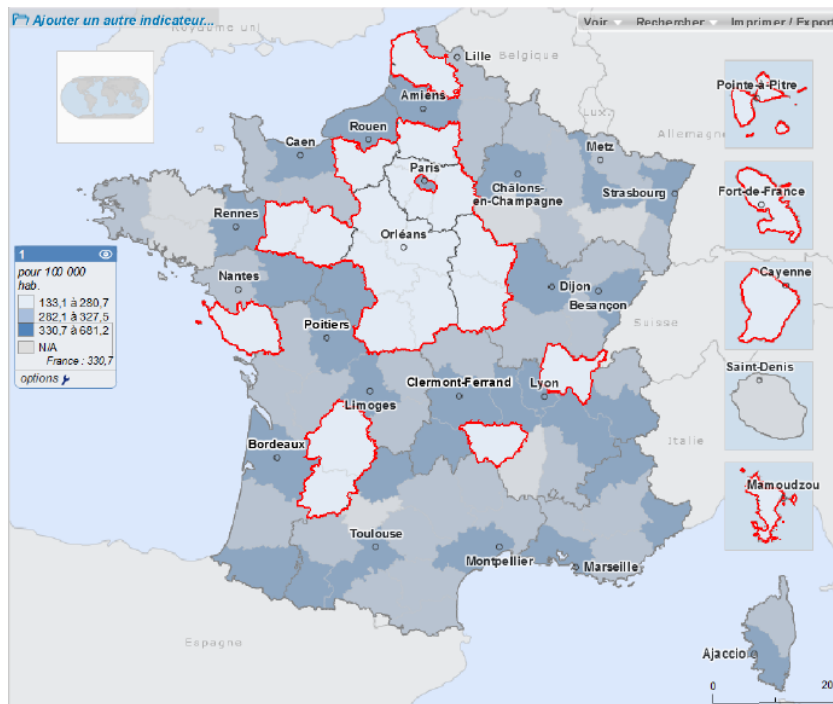 Ajouter un autre indicateur...
Royaume Uni
Voir
Rechercher
Imprimer / Export
Belgique
Lille
Pointe-à-Pitre
Amiens
Lux.
Rouen
Allemagne
Caen
Metz
Paris
Châlons-
en-Champagne
Strasbourg
Fort-de-France
Rennes
Orléans
1
pour 100 000
hab.
133,1 à 280,7
282,1 à 327,5
330,7 à 681,2
N/A
France : 330,7
options
Nantes
Dijon
Besançon
Cayenne
Suisse
Poitiers
Clermont-Ferrand
Lyon
Saint-Denis
Limoges
Bordeaux
Italie
Mamoudzou
Toulouse
Montpellier
Marseille
Espagne
Ajaccio
0
20